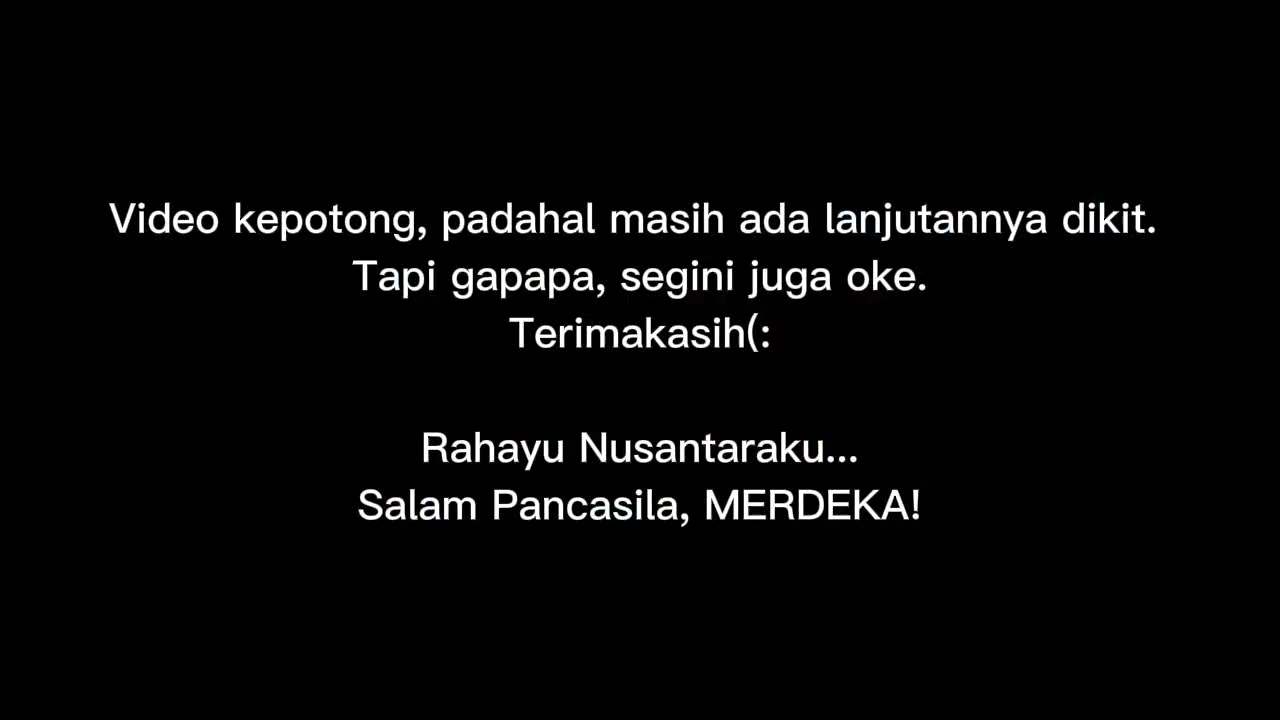 Video kepotong, padahal masih ada lanjutannya dikit.
Tapi gapapa, segini juga oke.
Terimakasih(:
Rahayu Nusantaraku...
Salam Pancasila, MERDEKA!